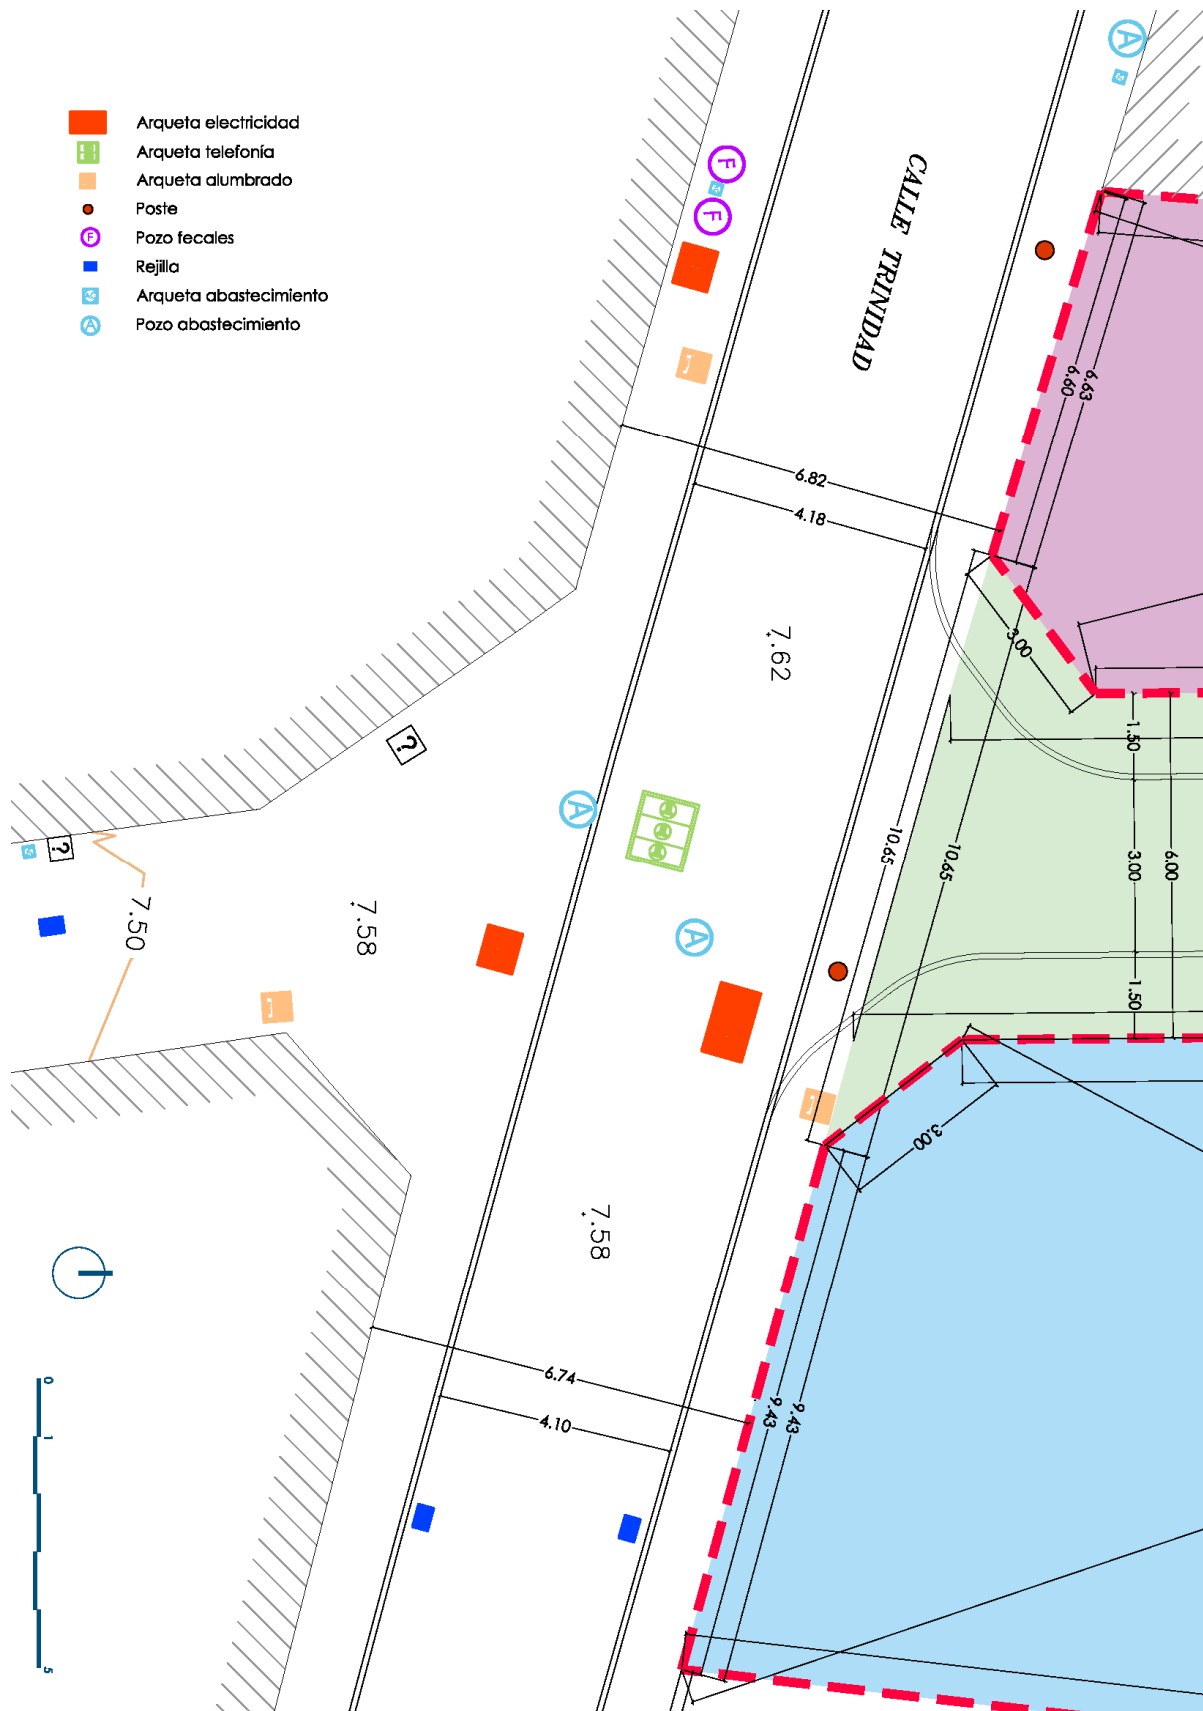 Arqueta electricidad
Arqueta telefonía
Arqueta alumbrado
Poste
F Pozo fecales
Rejilla
Arqueta abastecimiento
A Pozo abastecimiento
A
F
F
CALLE TRINIDAD
6.63
6.60
6.82
4.18
3.00
7.62
1.50
?
A
10.65
10.65
3.00
6.00
?
7.50
7.58
A
1.50
3.00
7.58
6.74
4.10
9.43
9.43
0
1
5